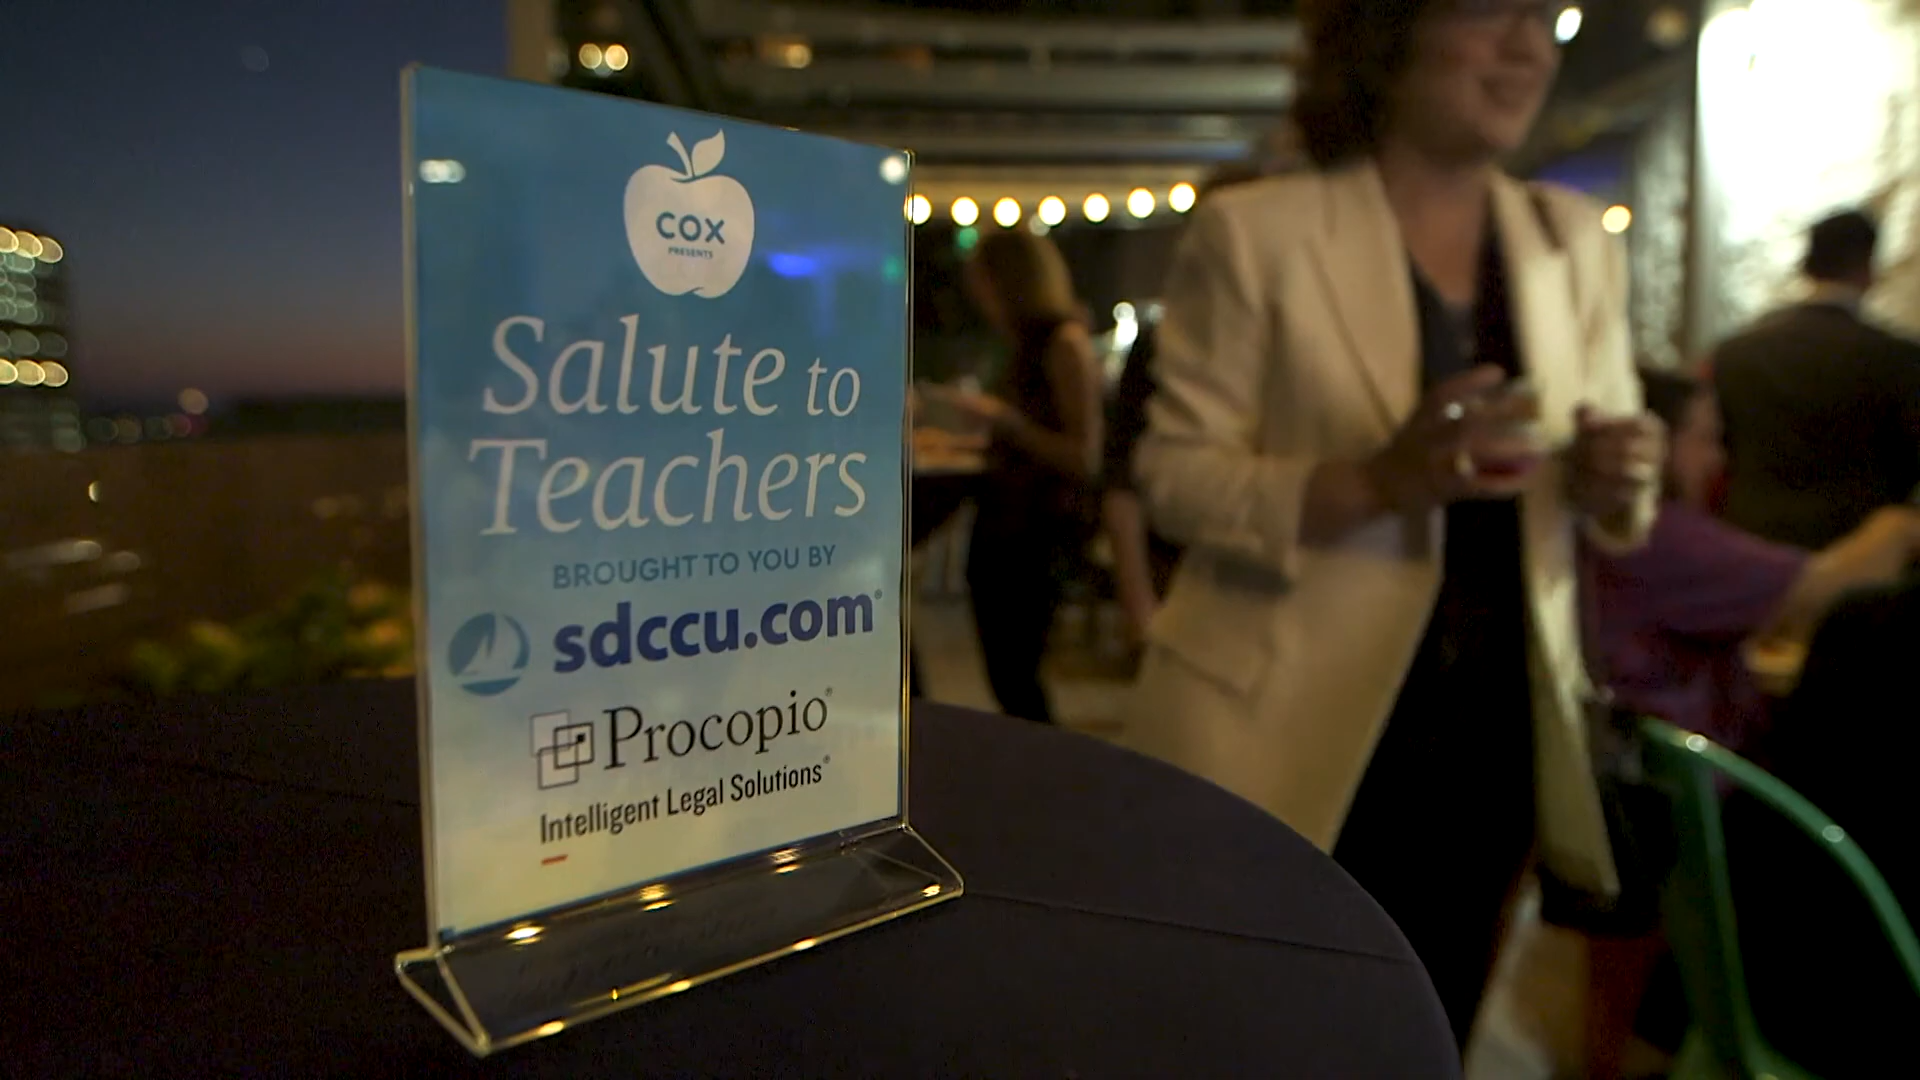 COX
PRESENTS
Salute to
Teachers
BROUGHT TO YOU BY
sdccu.com®
Procopio®
Intelligent Legal Solutions®